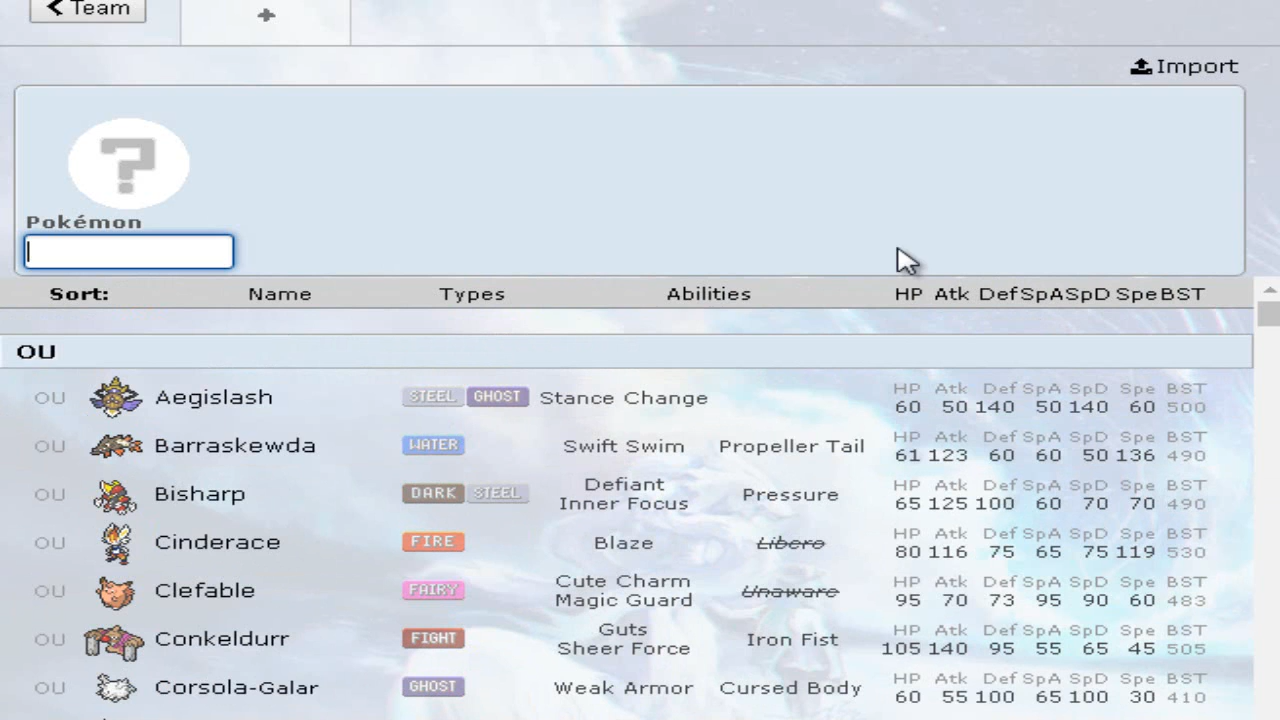 Team
+
Import
?
Pokémon
Sort: Name Types Abilities HP Atk Def SpA SpD Spe BST
OU
OU Aegislash STEEL GHOST Stance Change HP 60 Atk 50 Def 140 SpA 50 SpD 140 Spe 60 BST 500
OU Barraskewda WATER Swift Swim Propeller Tail HP 61 Atk 123 Def 60 SpA 60 SpD 50 Spe 136 BST 490
OU Bisharp DARK STEEL Defiant Inner Focus Pressure HP 65 Atk 125 Def 100 SpA 60 SpD 70 Spe 70 BST 490
OU Cinderace FIRE Blaze Libero HP 80 Atk 116 Def 75 SpA 65 SpD 75 Spe 119 BST 530
OU Clefable FAIRY Cute Charm Magic Guard Unaware HP 95 Atk 70 Def 73 SpA 95 SpD 90 Spe 60 BST 483
OU Conkeldurr FIGHT Guts Sheer Force Iron Fist HP 105 Atk 140 Def 95 SpA 55 SpD 65 Spe 45 BST 505
OU Corsola-Galar GHOST Weak Armor Cursed Body HP 60 Atk 55 Def 100 SpA 65 SpD 100 Spe 30 BST 410